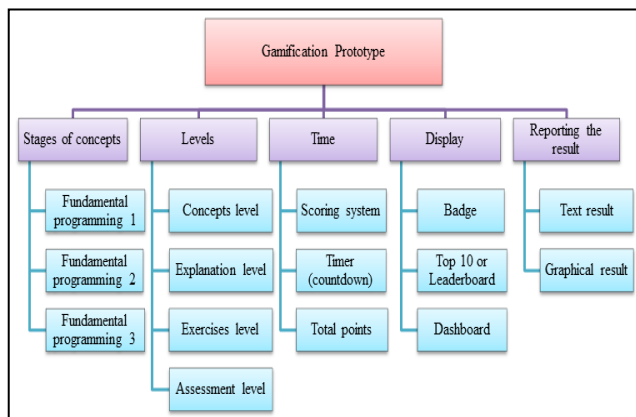 Gamification Prototype
Stages of concepts
Levels
Time
Display
Reporting the
result
Fundamental
programming 1
Fundamental
programming 2
Fundamental
programming 3
Concepts level
Explanation level
Exercises level
Assessment level
Scoring system
Timer
(countdown)
Total points
Badge
Top 10 or
Leaderboard
Dashboard
Text result
Graphical result